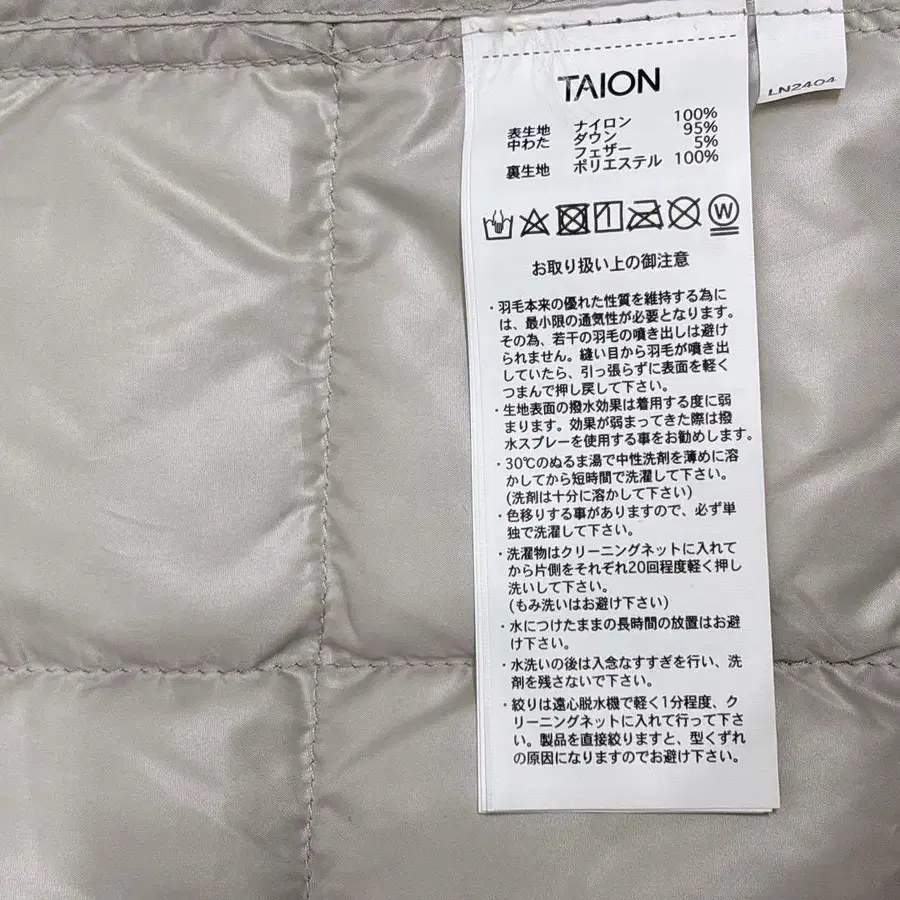 LN2404
TAION
表生地 ナイロン 100%
中わた ダウン 95%
フェザー 5%
裏生地 ポリエステル 100%
W
お取り扱い上の御注意
・羽毛本来の優れた性質を維持する為に
は、最小限の通気性が必要となります。
その為、若干の羽毛の噴き出しは避け
られません。縫い目から羽毛が噴き出
していたら、引っ張らずに表面を軽く
つまんで押し戻して下さい。
・生地表面の撥水効果は着用する度に弱
まります。効果が弱まってきた際は撥
水スプレーを使用する事をお勧めします。
・30℃のぬるま湯で中性洗剤を薄めに溶
かしてから短時間で洗濯して下さい。
(洗剤は十分に溶かして下さい)
・色移りする事がありますので、必ず単
独で洗濯して下さい。
・洗濯物はクリーニングネットに入れて
から片側をそれぞれ20回程度軽く押し
洗いして下さい。
(もみ洗いはお避け下さい)
・水につけたままの長時間の放置はお避
け下さい。
・水洗いの後は入念なすすぎを行い、洗
剤を残さないで下さい。
・絞りは遠心脱水機で軽く1分程度、ク
リーニングネットに入れて行って下さ
い。製品を直接絞りますと、型くずれ
の原因になりますのでお避け下さい。